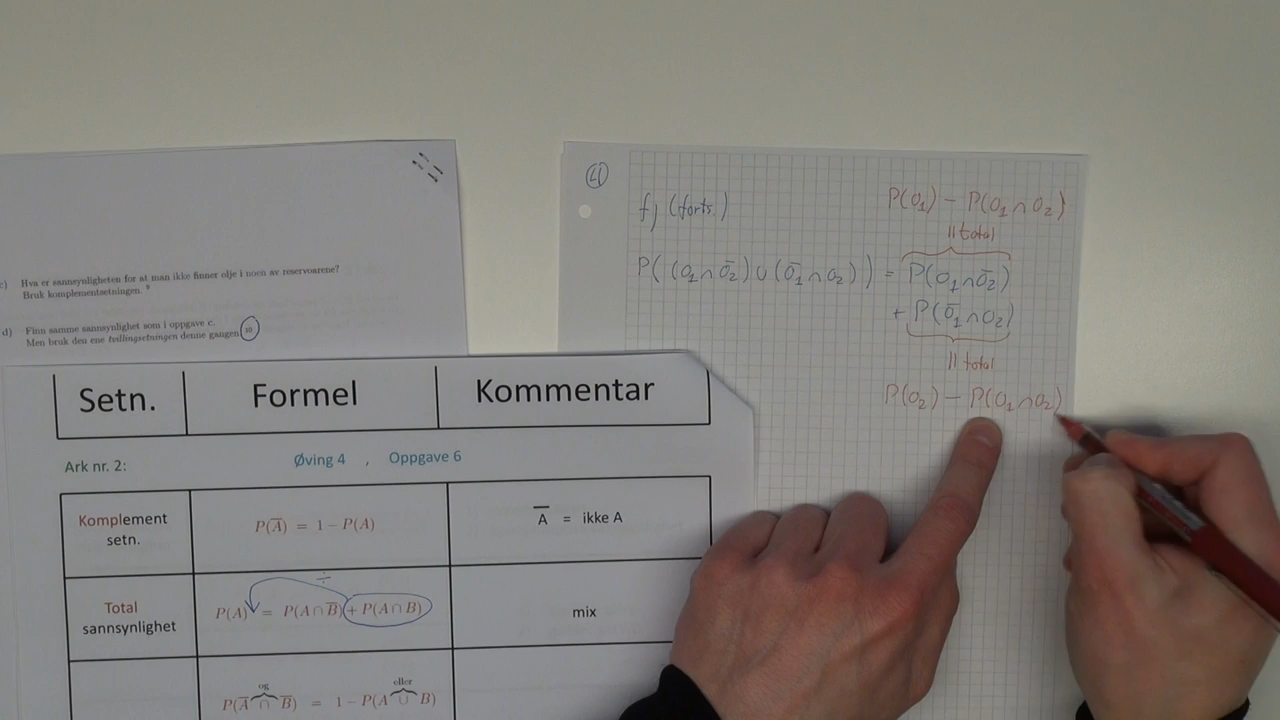 c) Hva er sannsynligheten for at man ikke finner olje i noen av reservoarene?
Bruk komplementsetningen. 9
d) Finn samme sannsynlighet som i oppgave c.
Men bruk den ene tvillingsetningen denne gangen. 10
Setn. Formel Kommentar
Ark nr. 2: Øving 4 , Oppgave 6
Komplement
setn.
P(A̅) = 1 − P(A)
A̅ = ikke A
Total
sannsynlighet
÷
P(A) = P(A∩B̅) + P(A∩B)
mix
og eller
P(A̅ ∩ B̅) = 1 − P(A ∪ B)
41
f) (forts.)
P(O₁) − P(O₁∩O₂)
|| total
P((O₁∩O̅₂)∪(O̅₁∩O₂)) = P(O₁∩O̅₂)
+ P(O̅₁∩O₂)
|| total
P(O₂) − P(O₁∩O₂)